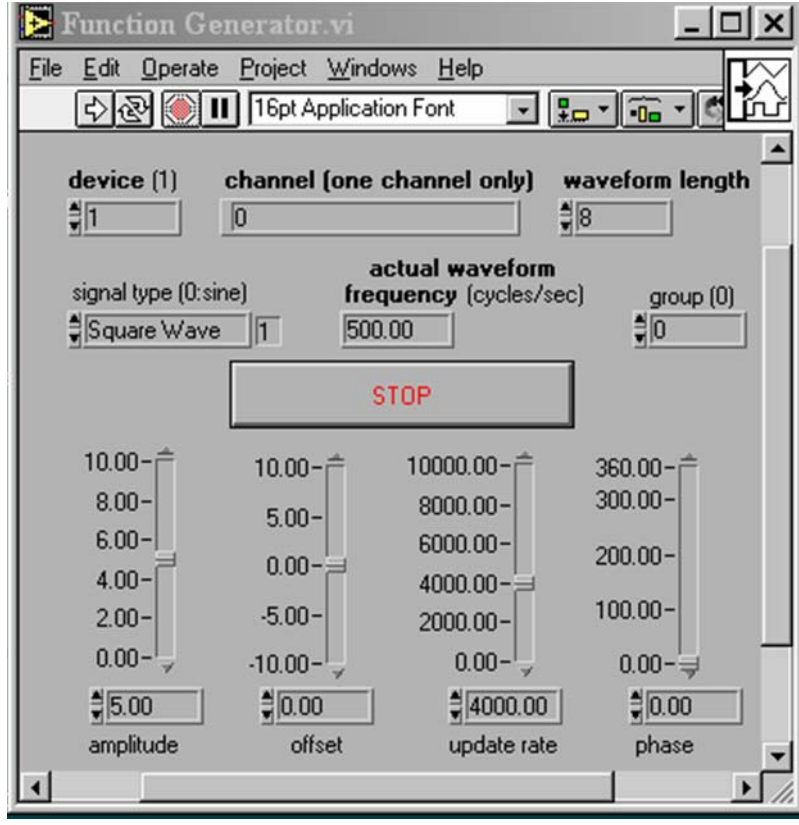 Function Generator.vi
File Edit Operate Project Windows Help
16pt Application Font
device (1) channel (one channel only) waveform length
1 0 8
actual waveform
signal type (0:sine) frequency (cycles/sec) group (0)
Square Wave 1 500.00 0
STOP
10.00 10.00 10000.00 360.00
8.00 5.00 8000.00 300.00
6.00 0.00 6000.00 200.00
4.00 -5.00 4000.00 100.00
2.00 -10.00 2000.00 0.00
0.00 0.00
5.00 0.00 4000.00 0.00
amplitude offset update rate phase